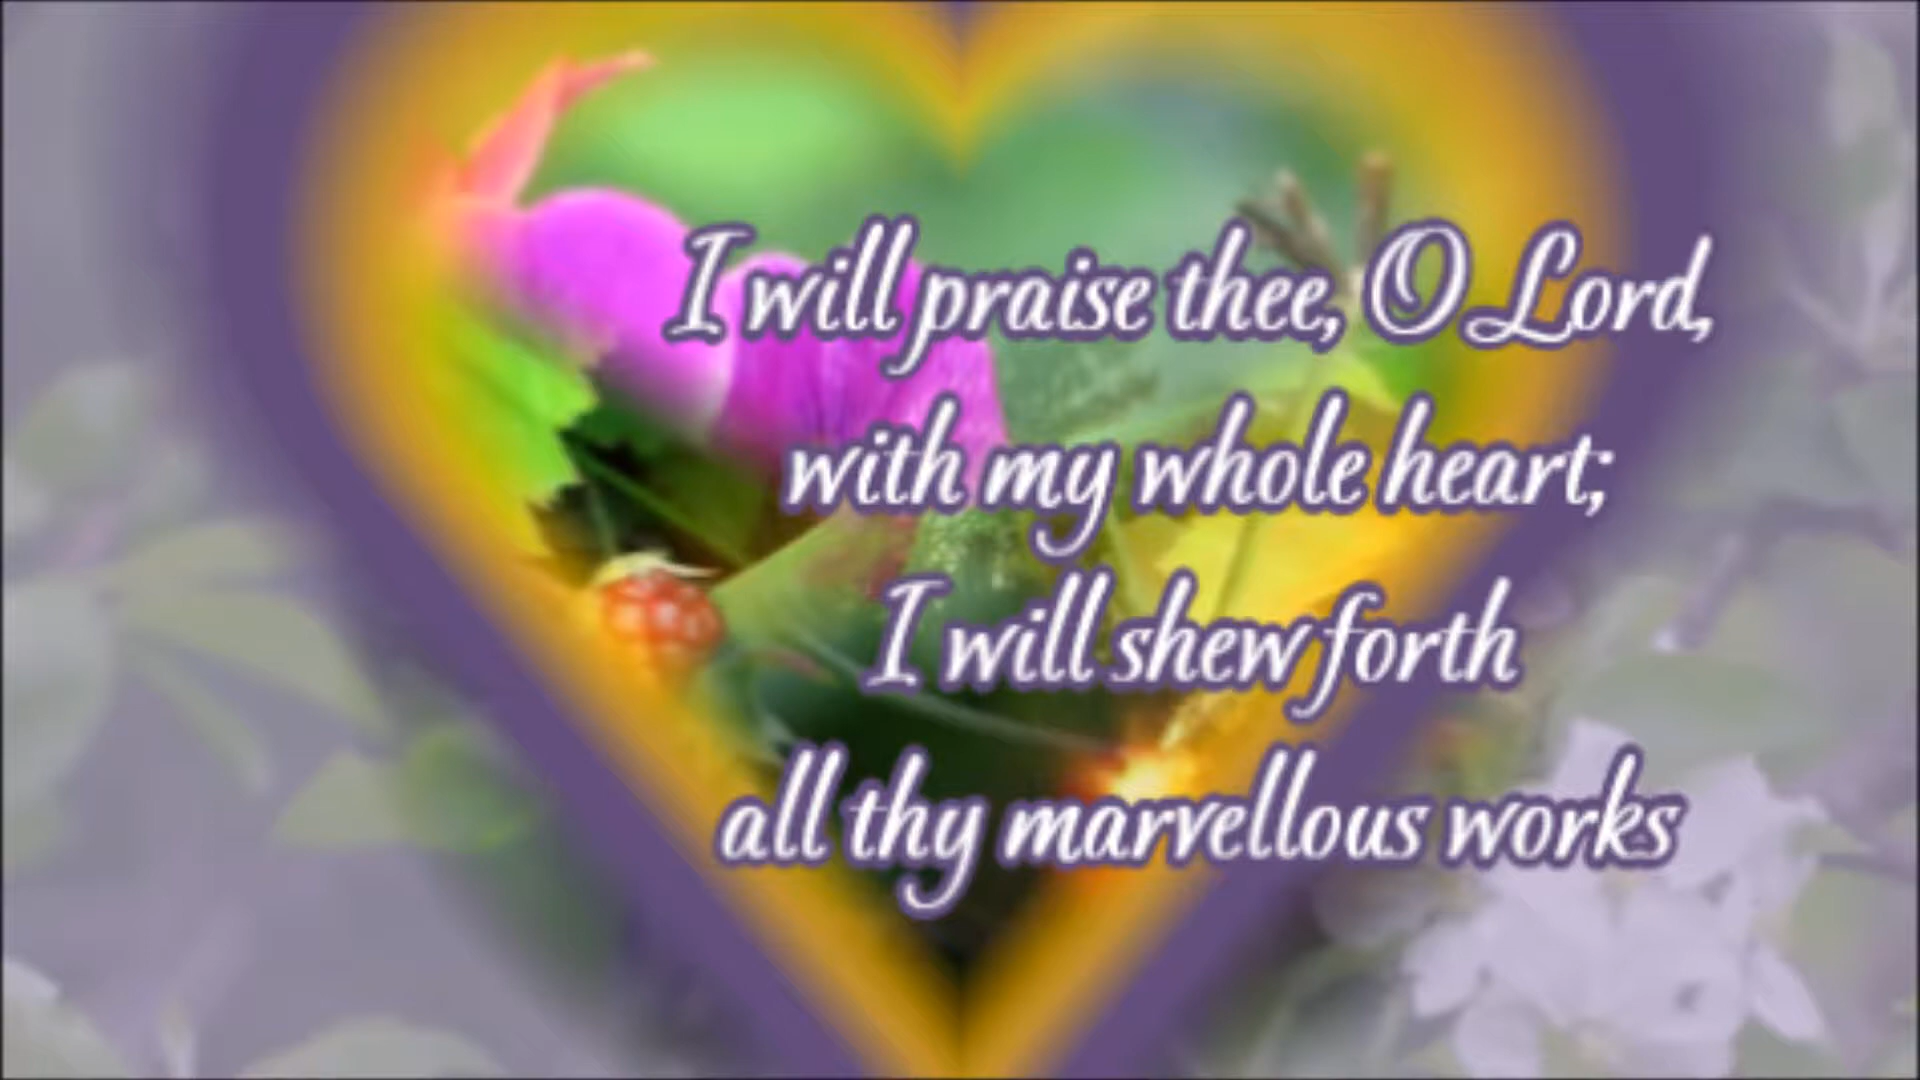 I will praise thee, O Lord,
with my whole heart;
I will shew forth
all thy marvellous works